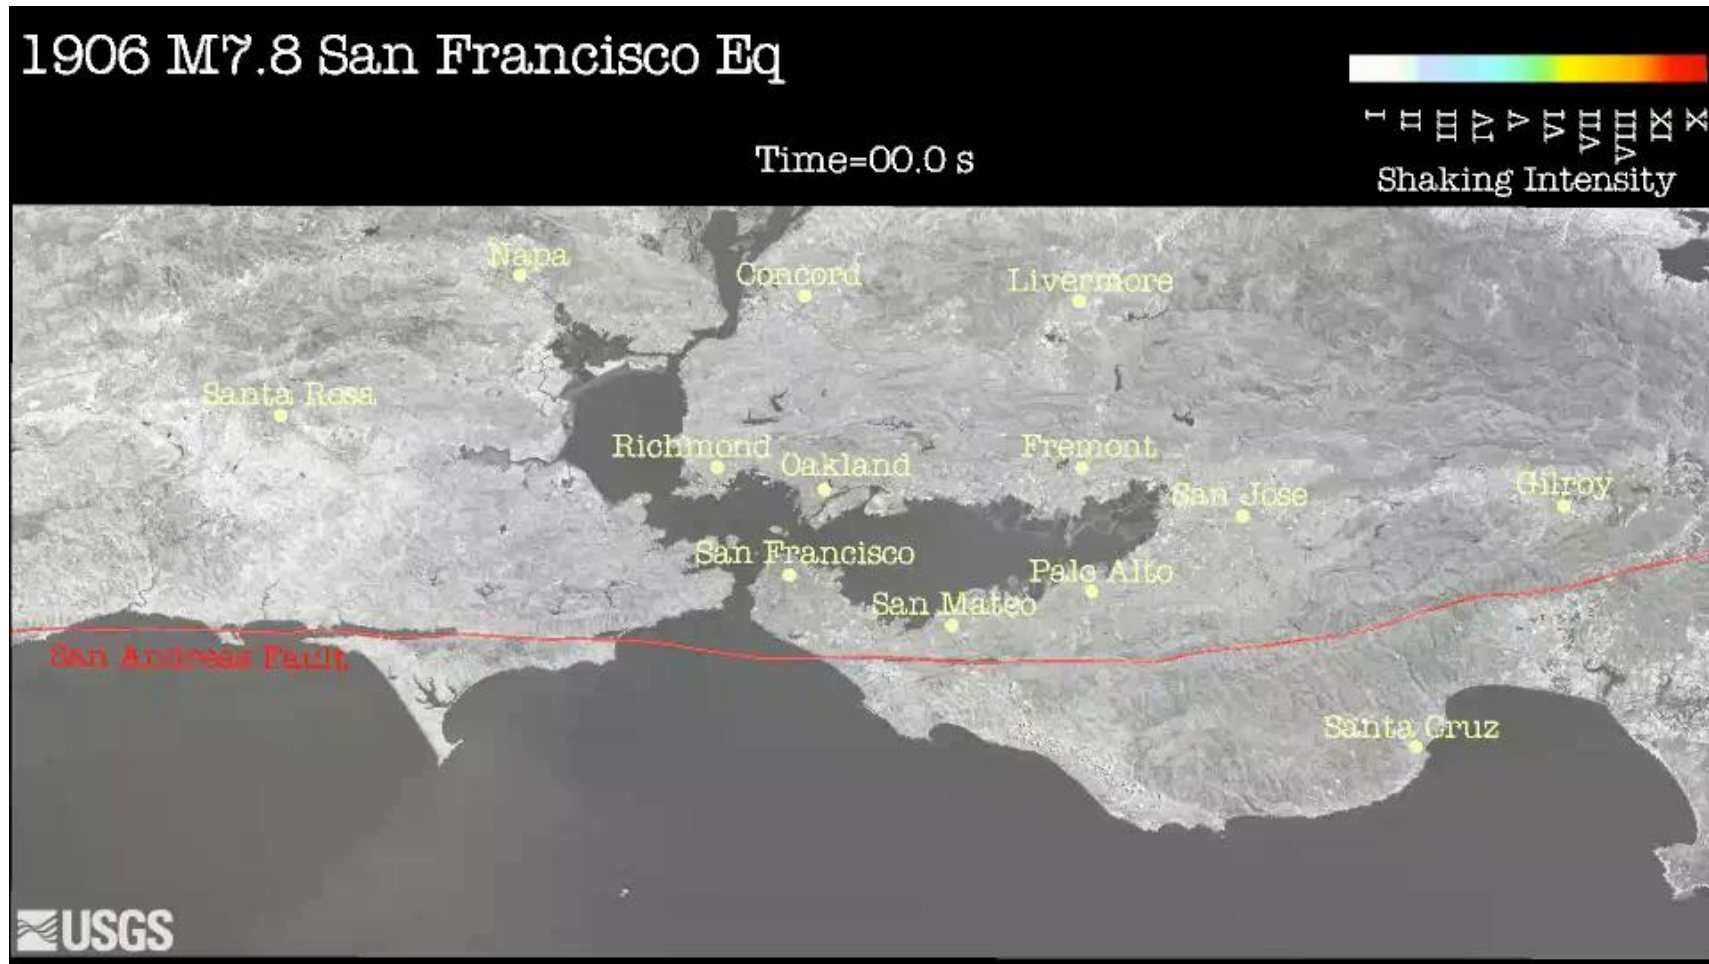 1906 M7.8 San Francisco Eq
Time=00.0 s
I II III IV V VI VII VIII IX X
Shaking Intensity
Napa
Concord
Livermore
Santa Rosa
Richmond
Oakland
Fremont
San Jose
Gilroy
San Francisco
Palo Alto
San Mateo
San Andreas Fault
Santa Cruz
USGS